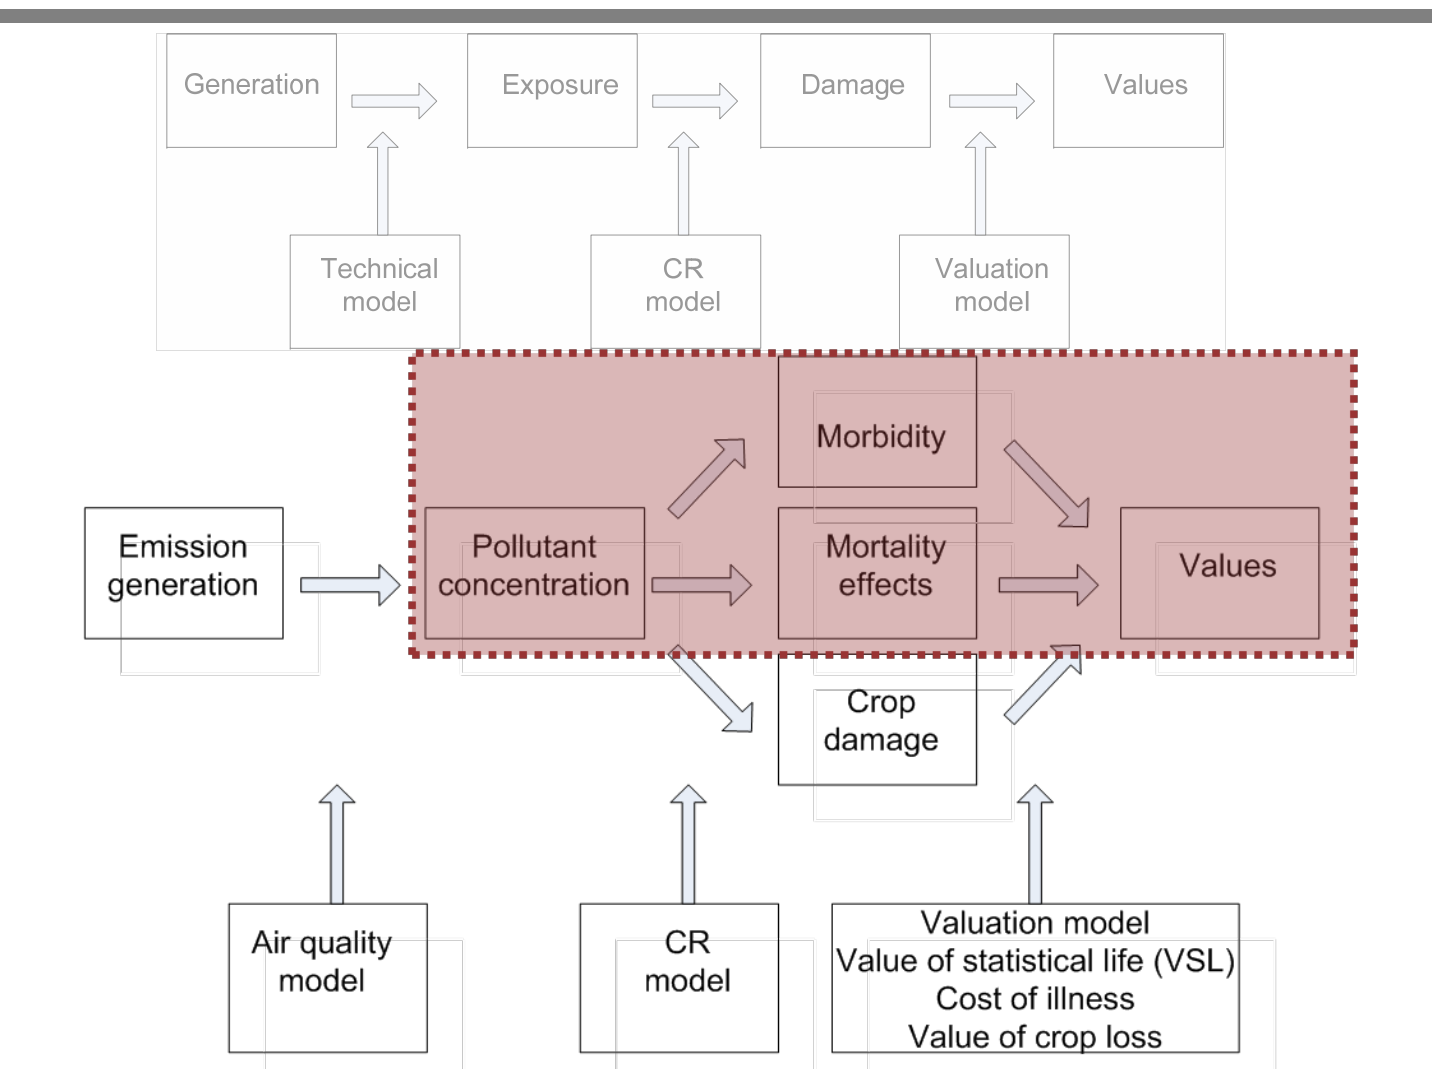 Generation
Exposure
Damage
Values
Technical
model
CR
model
Valuation
model
Morbidity
Emission
generation
Pollutant
concentration
Mortality
effects
Values
Crop
damage
Air quality
model
CR
model
Valuation model
Value of statistical life (VSL)
Cost of illness
Value of crop loss